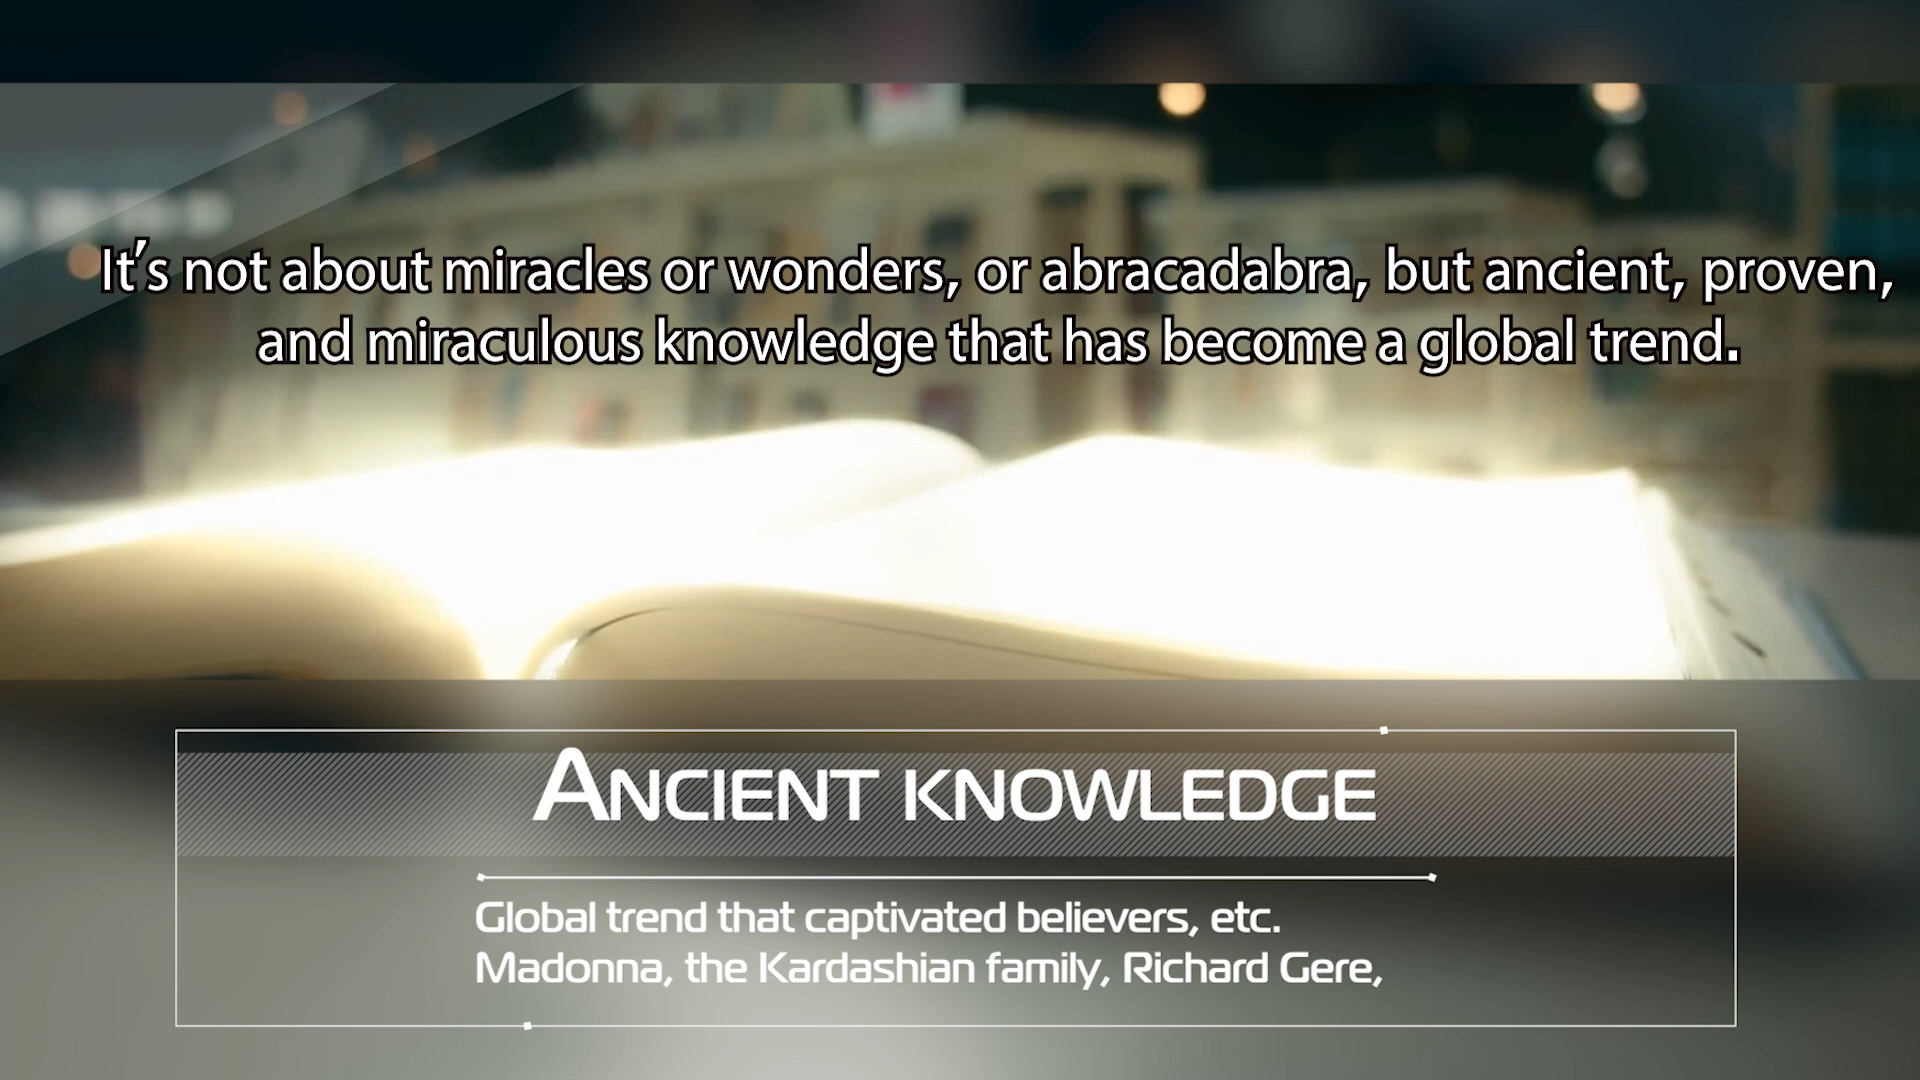 It's not about miracles or wonders, or abracadabra, but ancient, proven,
and miraculous knowledge that has become a global trend.
Ancient knowledge
Global trend that captivated believers, etc.
Madonna, the Kardashian family, Richard Gere,